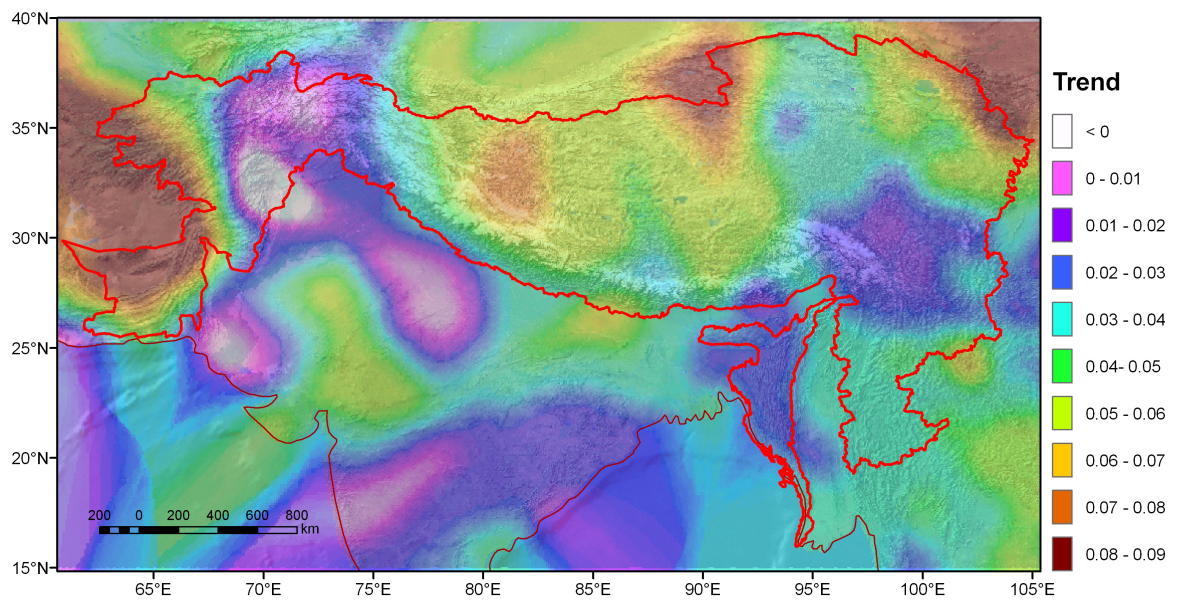 40°N
35°N
30°N
25°N
20°N
15°N
65°E 70°E 75°E 80°E 85°E 90°E 95°E 100°E 105°E
200 0 200 400 600 800
km
Trend
< 0
0 - 0.01
0.01 - 0.02
0.02 - 0.03
0.03 - 0.04
0.04- 0.05
0.05 - 0.06
0.06 - 0.07
0.07 - 0.08
0.08 - 0.09